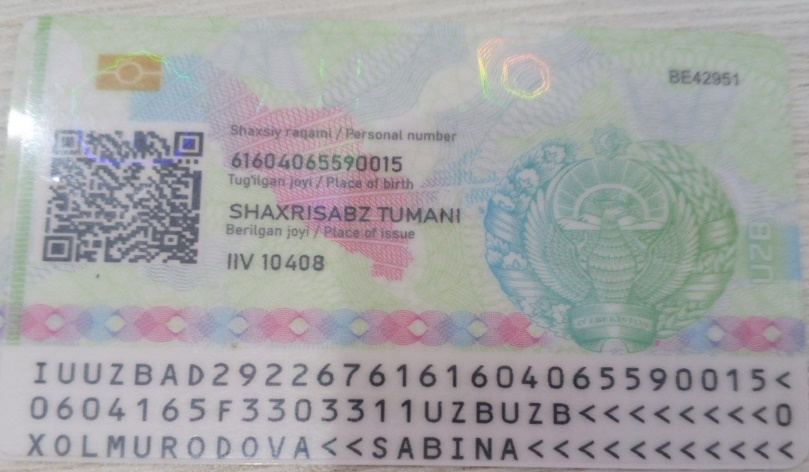 BE42951
Shaxsiy raqami / Personal number
61604065590015
Tug'ilgan joyi / Place of birth
SHAXRISABZ TUMANI
Berilgan joyi / Place of issue
IIV 10408
UZB
IUUZBAD2922676161604065590015<
0604165F3303311UZBUZB<<<<<<<<0
XOLMURODOVA<<SABINA<<<<<<<<<<<